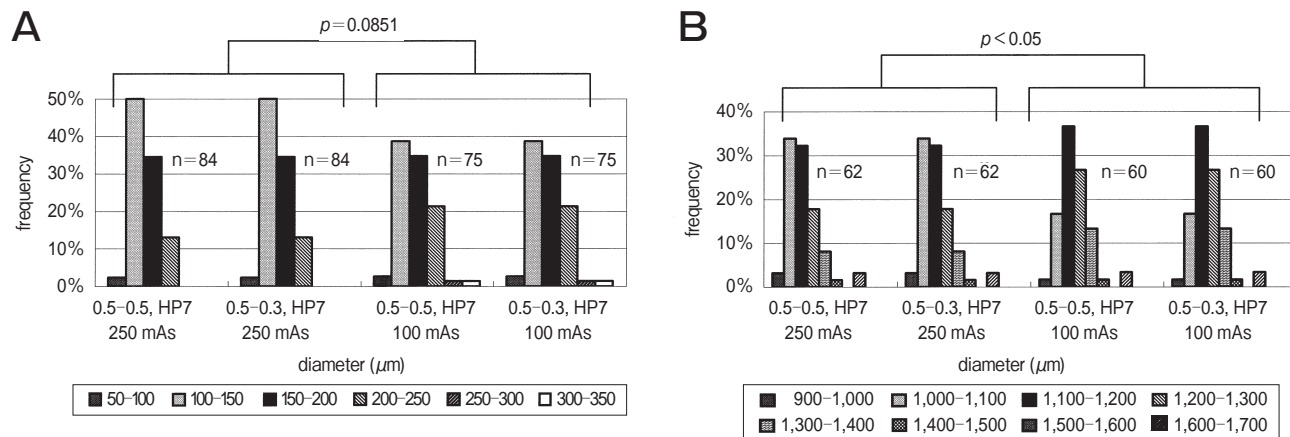 A
p=0.0851
50%
40%
30%
20%
10%
0%
frequency
n=84
n=84
n=75
n=75
0.5–0.5, HP7
250 mAs
0.5–0.3, HP7
250 mAs
0.5–0.5, HP7
100 mAs
0.5–0.3, HP7
100 mAs
diameter (μm)
50–100
100–150
150–200
200–250
250–300
300–350
B
p<0.05
40%
30%
20%
10%
0%
frequency
n=62
n=62
n=60
n=60
0.5–0.5, HP7
250 mAs
0.5–0.3, HP7
250 mAs
0.5–0.5, HP7
100 mAs
0.5–0.3, HP7
100 mAs
diameter (μm)
900–1,000
1,000–1,100
1,100–1,200
1,200–1,300
1,300–1,400
1,400–1,500
1,500–1,600
1,600–1,700